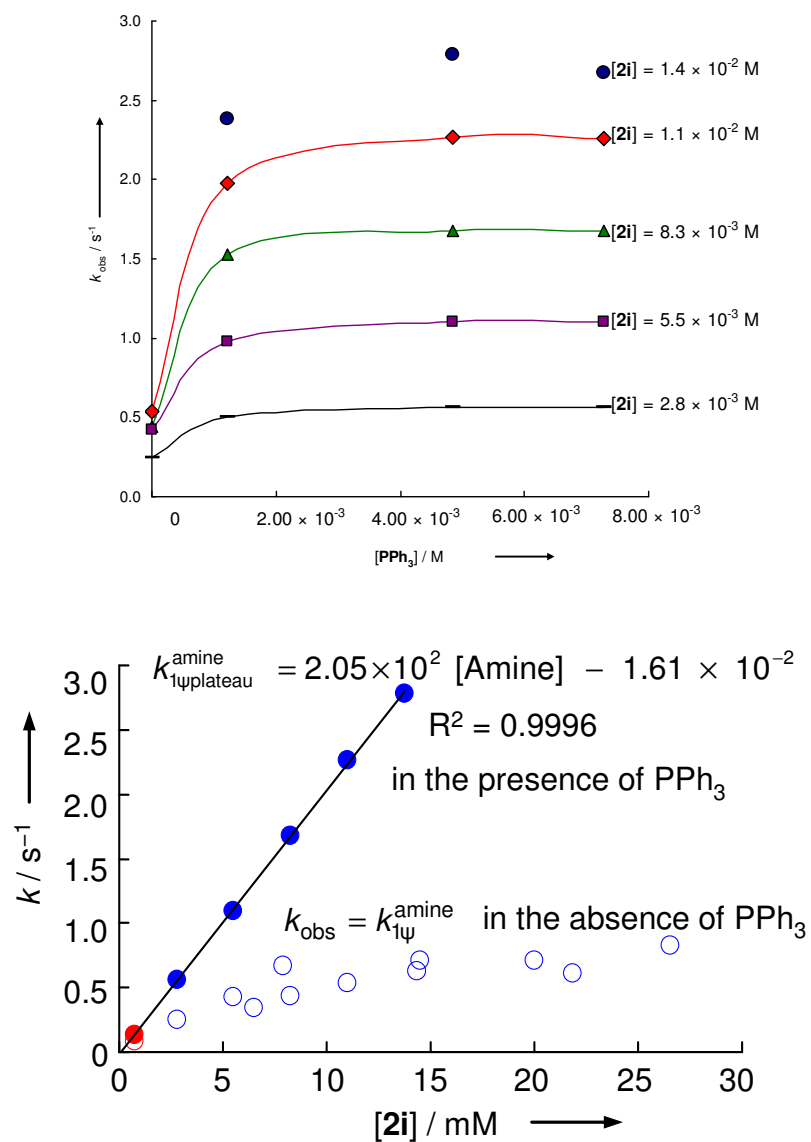 3.0
[2i] = 1.4 × 10⁻² M
2.5
[2i] = 1.1 × 10⁻² M
2.0
k obs / s⁻¹
1.5
[2i] = 8.3 × 10⁻³ M
1.0
[2i] = 5.5 × 10⁻³ M
0.5
[2i] = 2.8 × 10⁻³ M
0.0
0 2.00 × 10⁻³ 4.00 × 10⁻³ 6.00 × 10⁻³ 8.00 × 10⁻³
[PPh₃] / M
k₁ψplateau^amine = 2.05×10² [Amine] − 1.61 × 10⁻²
R² = 0.9996
in the presence of PPh₃
k_obs = k₁ψ^amine in the absence of PPh₃
k / s⁻¹
3.0
2.5
2.0
1.5
1.0
0.5
0
0 5 10 15 20 25 30
[2i] / mM